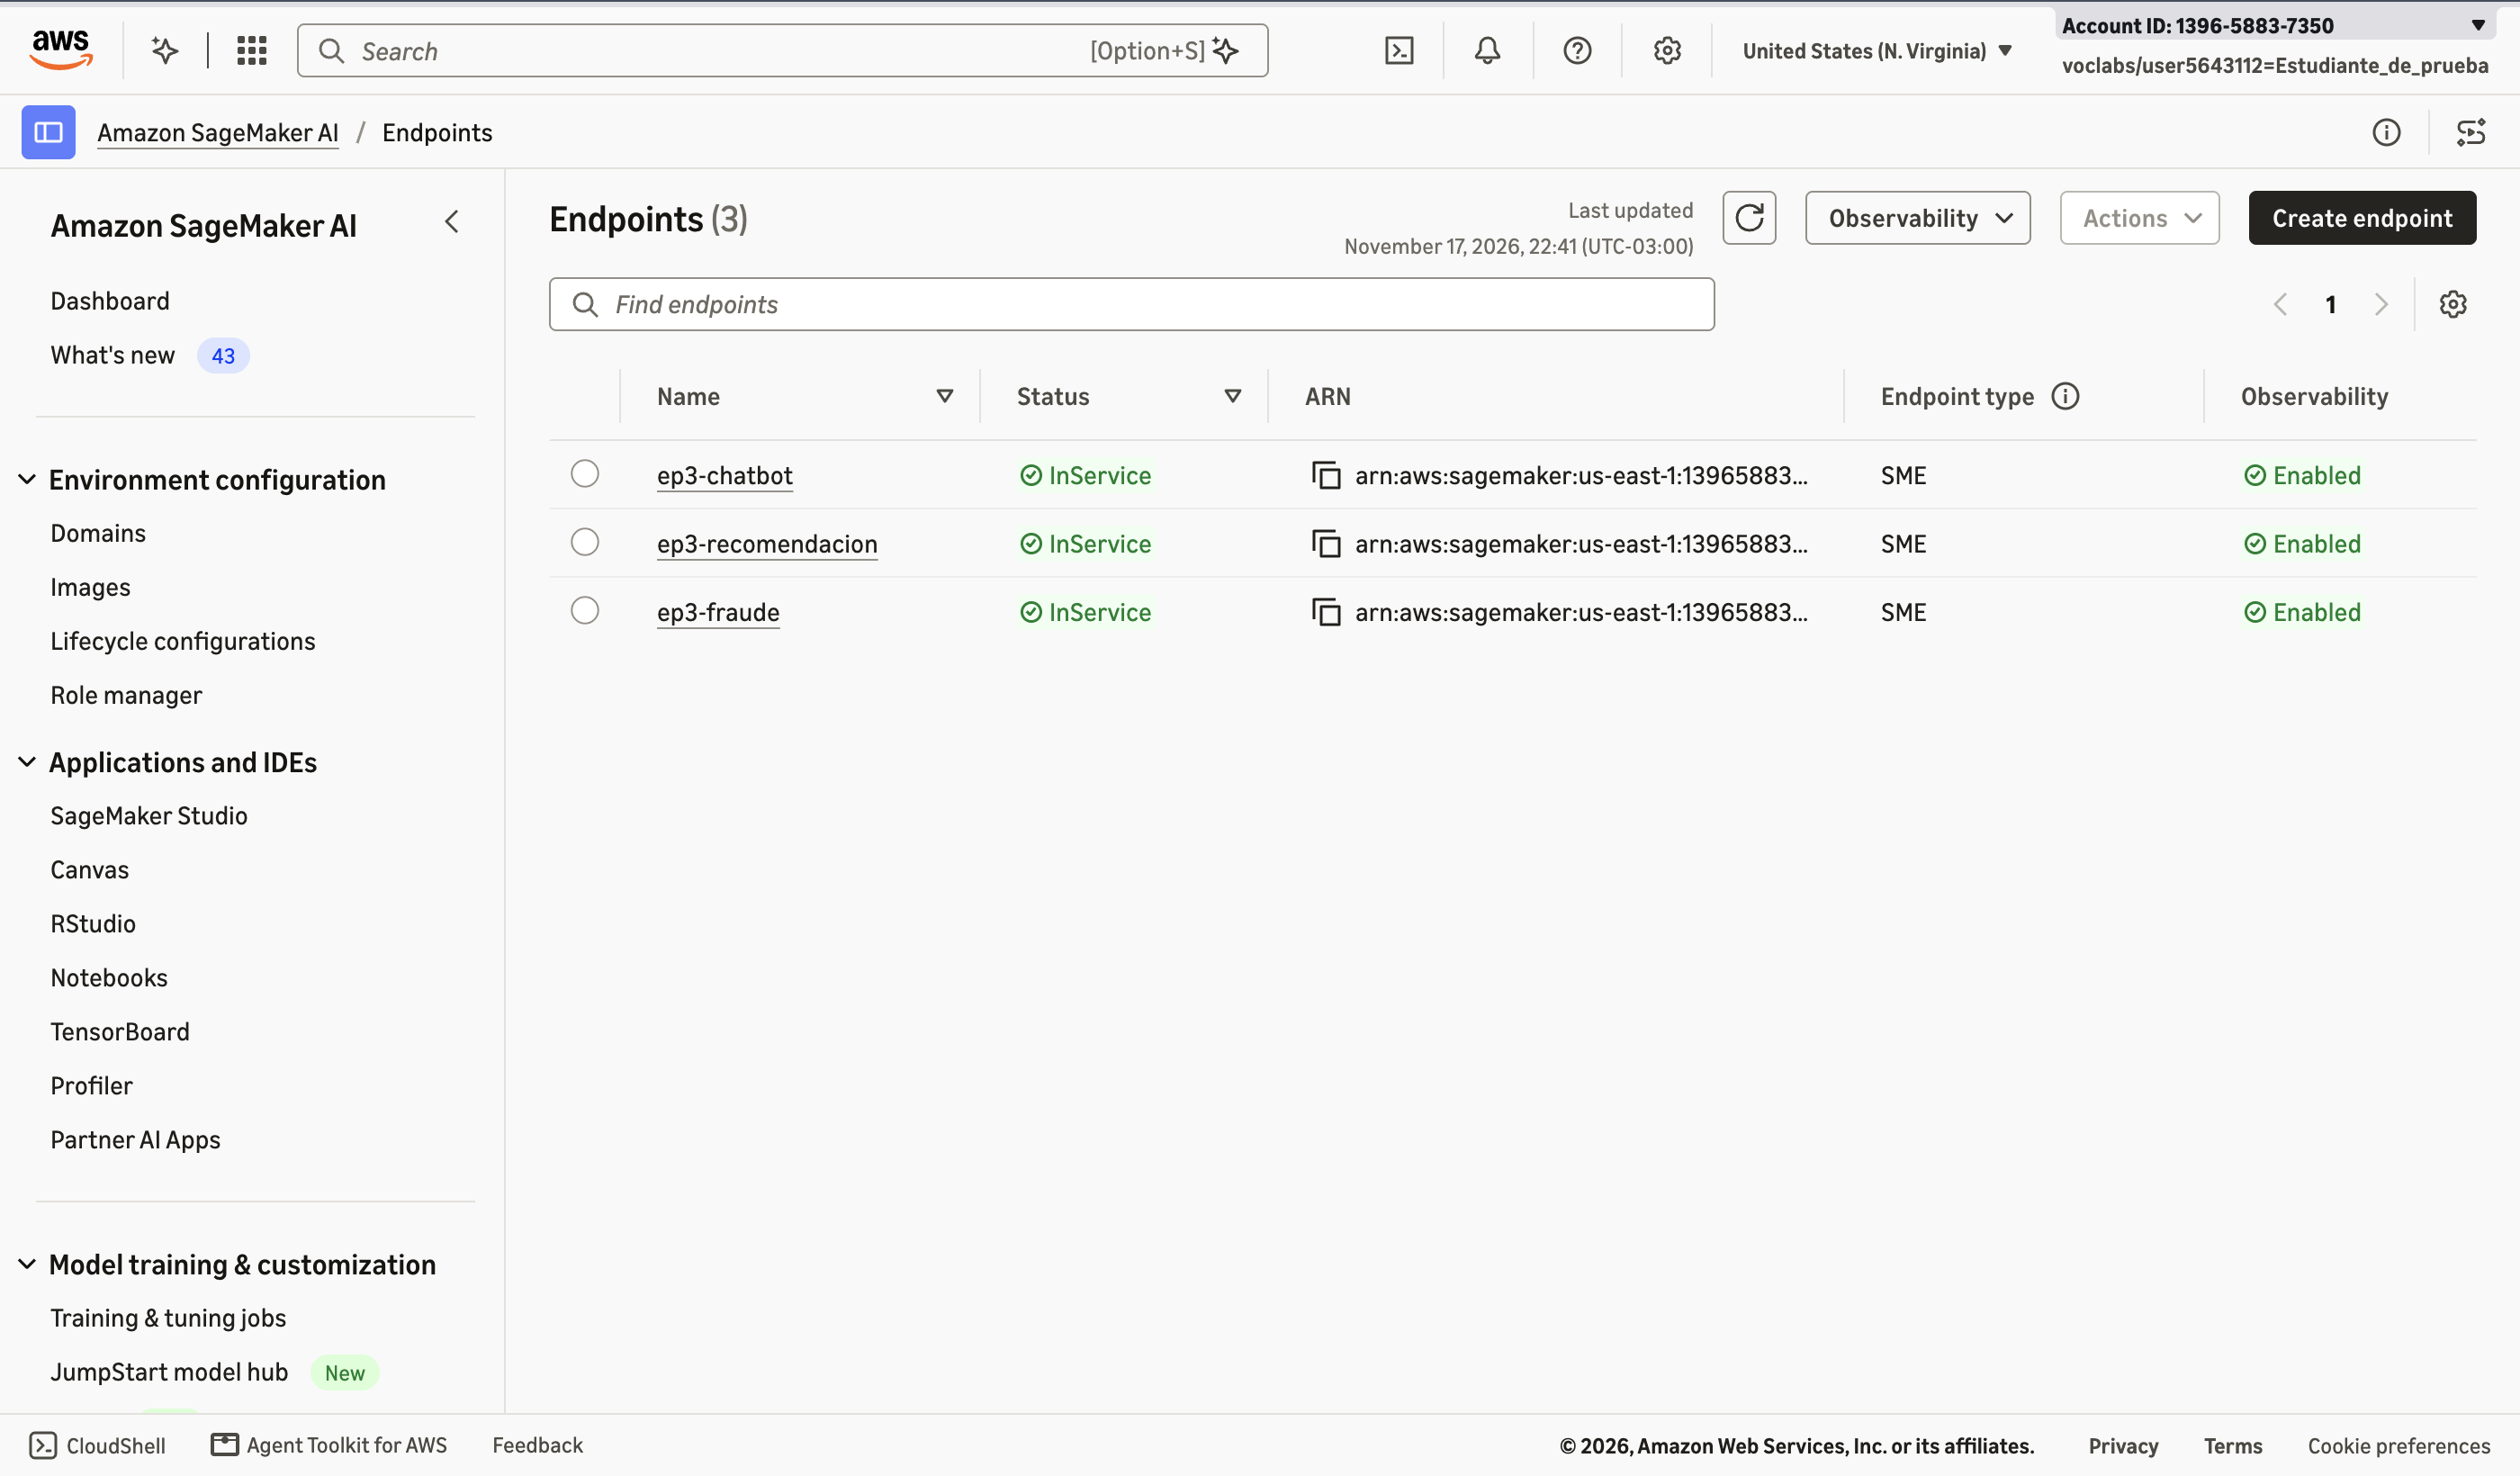 aws
Search [Option+S]
United States (N. Virginia)
Account ID: 1396-5883-7350
voclabs/user5643112=Estudiante_de_prueba
Amazon SageMaker AI / Endpoints
Amazon SageMaker AI
Dashboard
What's new 43
Environment configuration
Domains
Images
Lifecycle configurations
Role manager
Applications and IDEs
SageMaker Studio
Canvas
RStudio
Notebooks
TensorBoard
Profiler
Partner AI Apps
Model training & customization
Training & tuning jobs
JumpStart model hub New
Endpoints (3)
Last updated
November 17, 2026, 22:41 (UTC-03:00)
Observability
Actions
Create endpoint
Find endpoints
1
Name Status ARN Endpoint type Observability
ep3-chatbot InService arn:aws:sagemaker:us-east-1:13965883... SME Enabled
ep3-recomendacion InService arn:aws:sagemaker:us-east-1:13965883... SME Enabled
ep3-fraude InService arn:aws:sagemaker:us-east-1:13965883... SME Enabled
CloudShell Agent Toolkit for AWS Feedback © 2026, Amazon Web Services, Inc. or its affiliates. Privacy Terms Cookie preferences